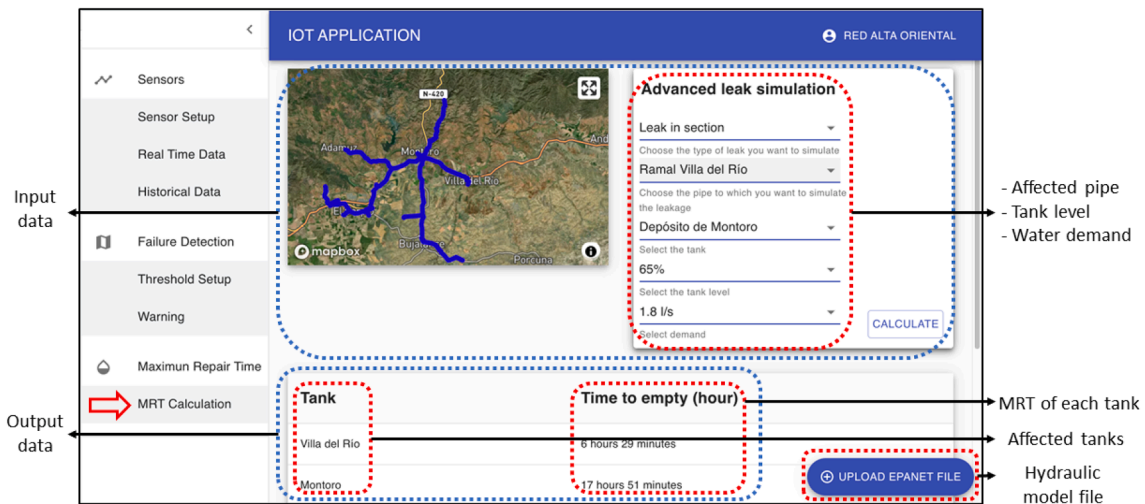 IOT APPLICATION
RED ALTA ORIENTAL
Sensors
Sensor Setup
Real Time Data
Historical Data
Failure Detection
Threshold Setup
Warning
Maximun Repair Time
MRT Calculation
Input
data
Output
data
N-420
Adamuz
Montoro
Villa del Río
And
El
Bujalance
Porcuna
mapbox
Advanced leak simulation
Leak in section
Choose the type of leak you want to simulate
Ramal Villa del Río
Choose the pipe to which you want to simulate
the leakage
Depósito de Montoro
Select the tank
65%
Select the tank level
1.8 l/s
Select demand
CALCULATE
- Affected pipe
- Tank level
- Water demand
Tank
Time to empty (hour)
Villa del Río
6 hours 29 minutes
Montoro
17 hours 51 minutes
UPLOAD EPANET FILE
MRT of each tank
Affected tanks
Hydraulic
model file